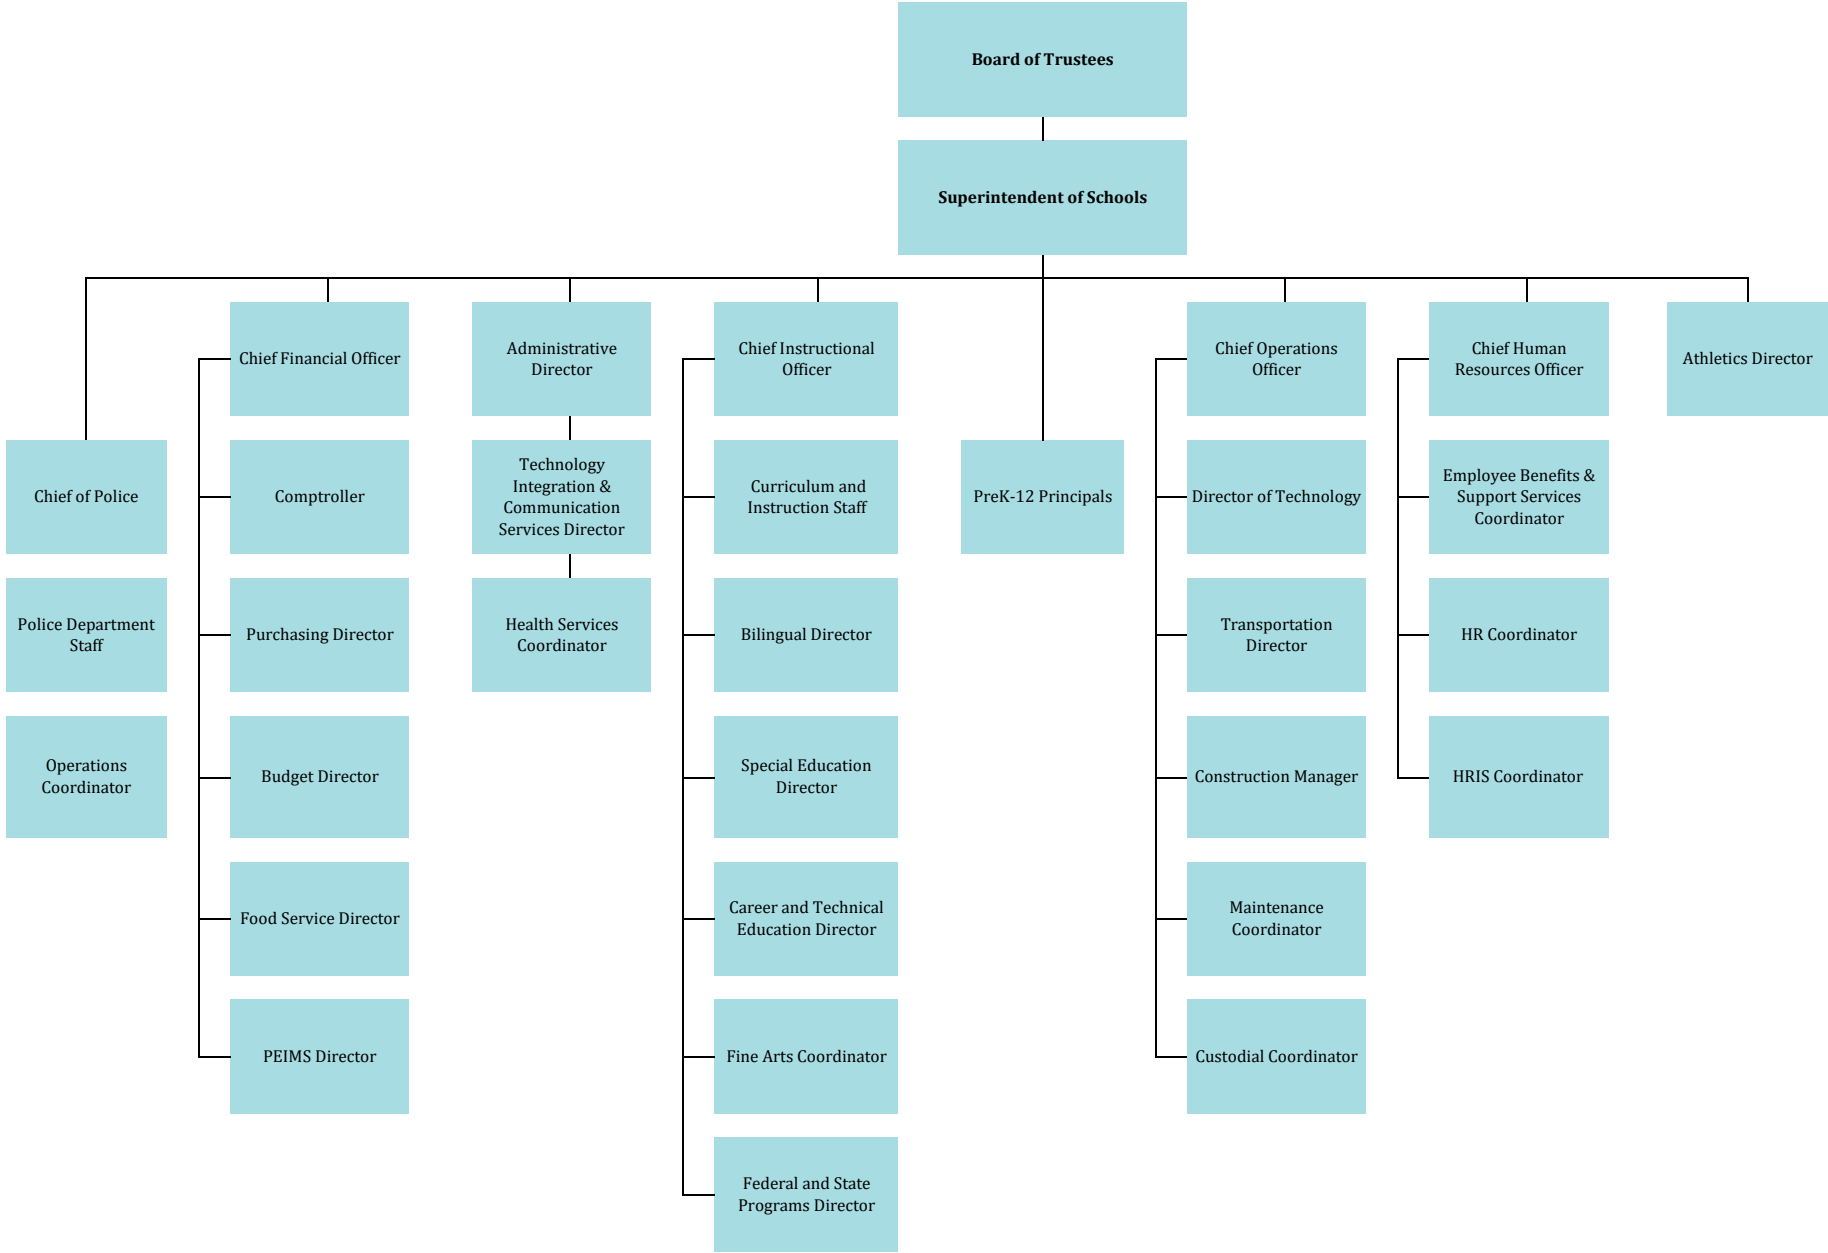 Board of Trustees
Superintendent of Schools
Chief Financial Officer
Administrative
Director
Chief Instructional
Officer
Chief Operations
Officer
Chief Human
Resources Officer
Athletics Director
Chief of Police
Comptroller
Technology
Integration &
Communication
Services Director
Curriculum and
Instruction Staff
PreK-12 Principals
Director of Technology
Employee Benefits &
Support Services
Coordinator
Police Department
Staff
Purchasing Director
Health Services
Coordinator
Bilingual Director
Transportation
Director
HR Coordinator
Operations
Coordinator
Budget Director
Special Education
Director
Construction Manager
HRIS Coordinator
Food Service Director
Career and Technical
Education Director
Maintenance
Coordinator
PEIMS Director
Fine Arts Coordinator
Custodial Coordinator
Federal and State
Programs Director